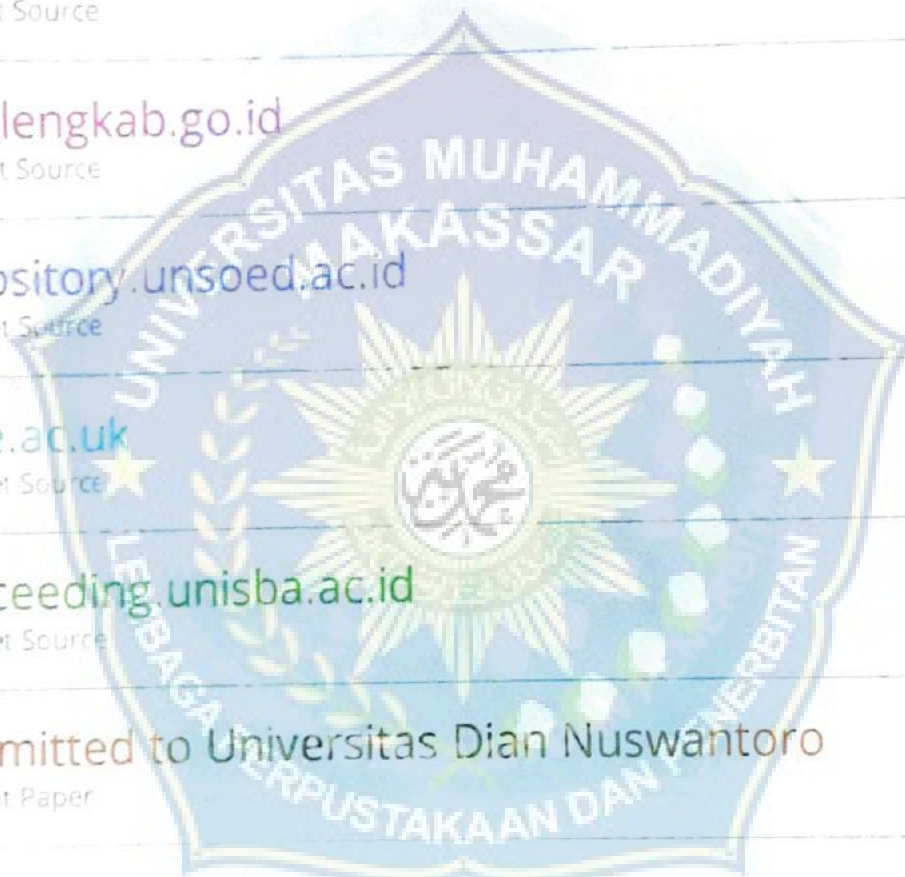 Source
lengkab.go.id
Source
ository.unsoed.ac.id
Source
.ac.uk
Source
ceeding.unisba.ac.id
Source
mitted to Universitas Dian Nuswantoro
Paper
UNIVERSITAS MUHAMMADIYAH
MAKASSAR
LEMBAGA PERPUSTAKAAN DAN PENERBITAN